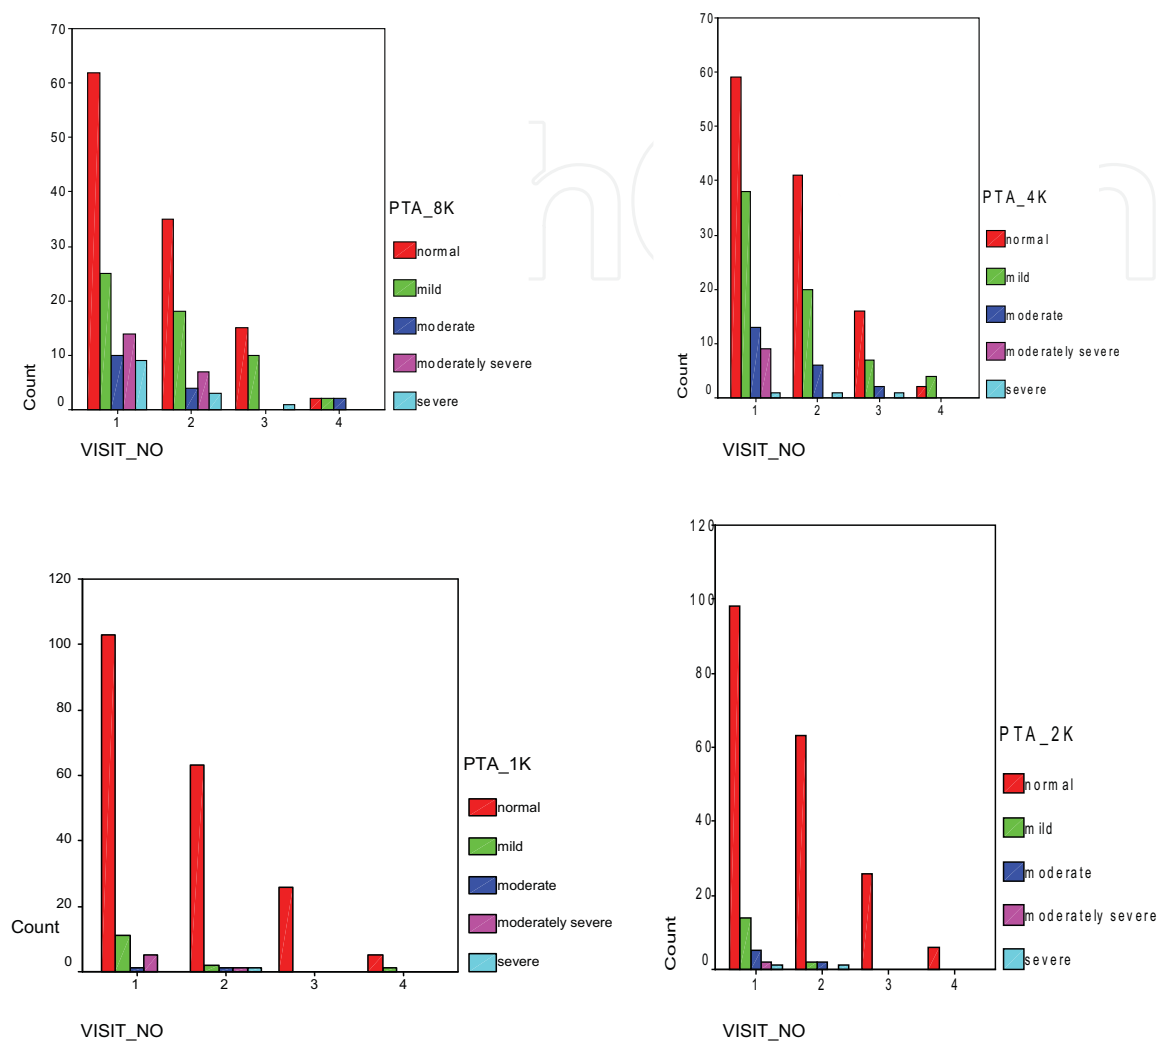 70
60
50
40
30
20
10
0
Count
1 2 3 4
VISIT_NO
PTA_8K
normal
mild
moderate
moderately severe
severe
70
60
50
40
30
20
10
0
Count
1 2 3 4
VISIT_NO
PTA_4K
normal
mild
moderate
moderately severe
severe
120
100
80
60
40
20
0
Count
1 2 3 4
VISIT_NO
PTA_1K
normal
mild
moderate
moderately severe
severe
120
100
80
60
40
20
0
Count
1 2 3 4
VISIT_NO
PTA_2K
normal
mild
moderate
moderately severe
severe